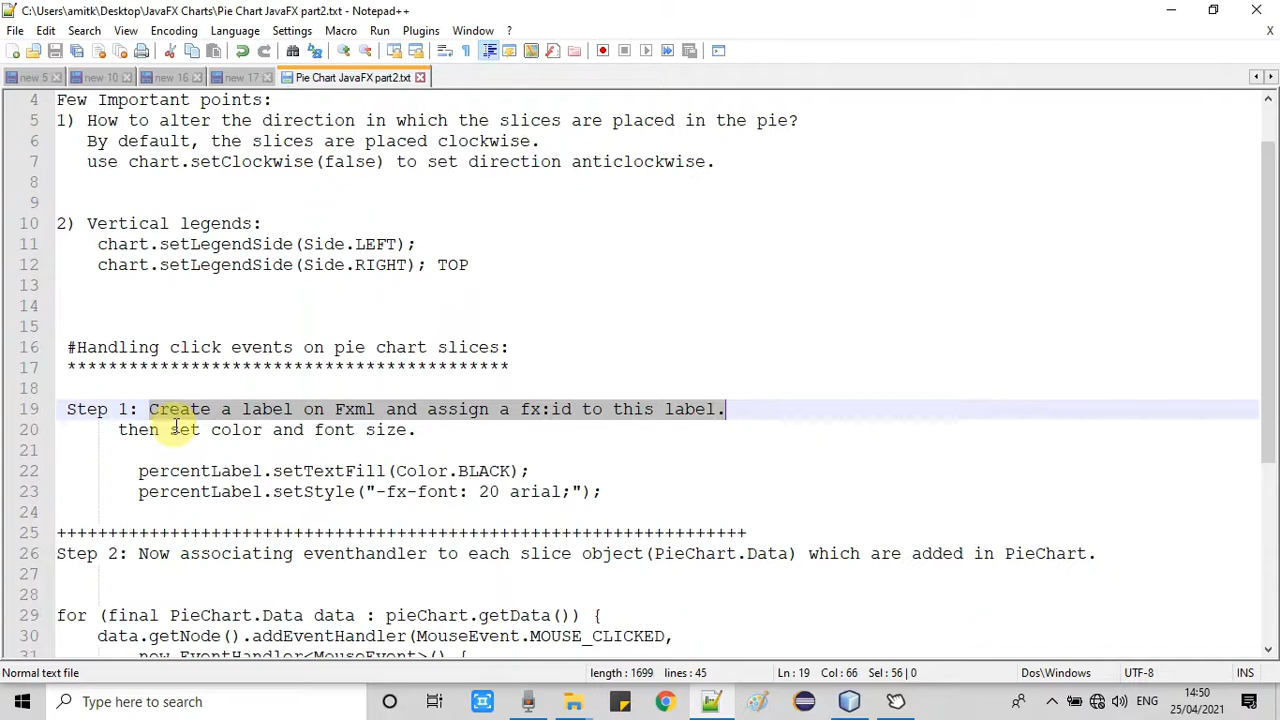 C:\Users\amitk\Desktop\JavaFX Charts\Pie Chart JavaFX part2.txt - Notepad++
File Edit Search View Encoding Language Settings Tools Macro Run Plugins Window ? X
new 5 new 10 new 16 new 17 Pie Chart JavaFX part2.txt
4 Few Important points:
5 1) How to alter the direction in which the slices are placed in the pie?
6 By default, the slices are placed clockwise.
7 use chart.setClockwise(false) to set direction anticlockwise.
8
9
10 2) Vertical legends:
11 chart.setLegendSide(Side.LEFT);
12 chart.setLegendSide(Side.RIGHT); TOP
13
14
15
16 #Handling click events on pie chart slices:
17 *******************************************
18
19 Step 1: Create a label on Fxml and assign a fx:id to this label.
20 then set color and font size.
21
22 percentLabel.setTextFill(Color.BLACK);
23 percentLabel.setStyle("-fx-font: 20 arial;");
24
25 +++++++++++++++++++++++++++++++++++++++++++++++++++++++++++++++++++
26 Step 2: Now associating eventhandler to each slice object(PieChart.Data) which are added in PieChart.
27
28
29 for (final PieChart.Data data : pieChart.getData()) {
30 data.getNode().addEventHandler(MouseEvent.MOUSE_CLICKED,
31 new EventHandler<MouseEvent>() {
Normal text file length : 1699 lines : 45 Ln : 19 Col : 66 Sel : 56 | 0 Dos\Windows UTF-8 INS
Type here to search ENG 14:50
25/04/2021